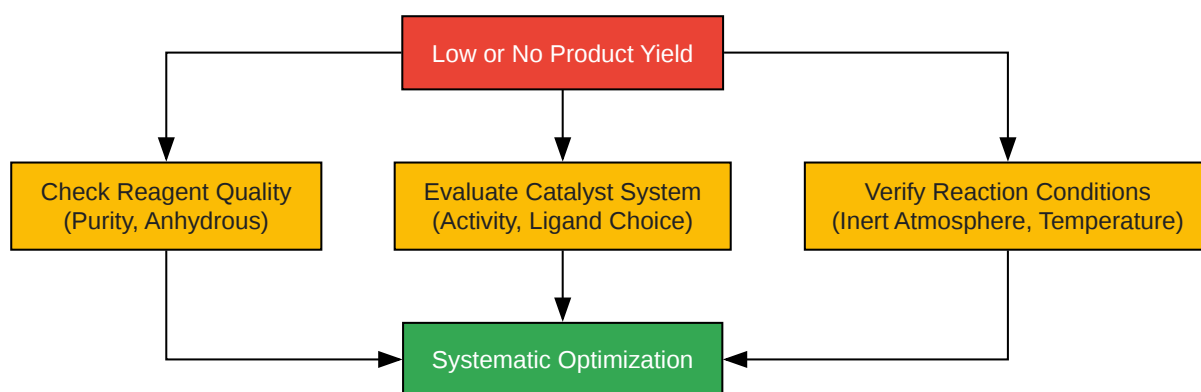 Low or No Product Yield
Check Reagent Quality
(Purity, Anhydrous)
Evaluate Catalyst System
(Activity, Ligand Choice)
Verify Reaction Conditions
(Inert Atmosphere, Temperature)
Systematic Optimization